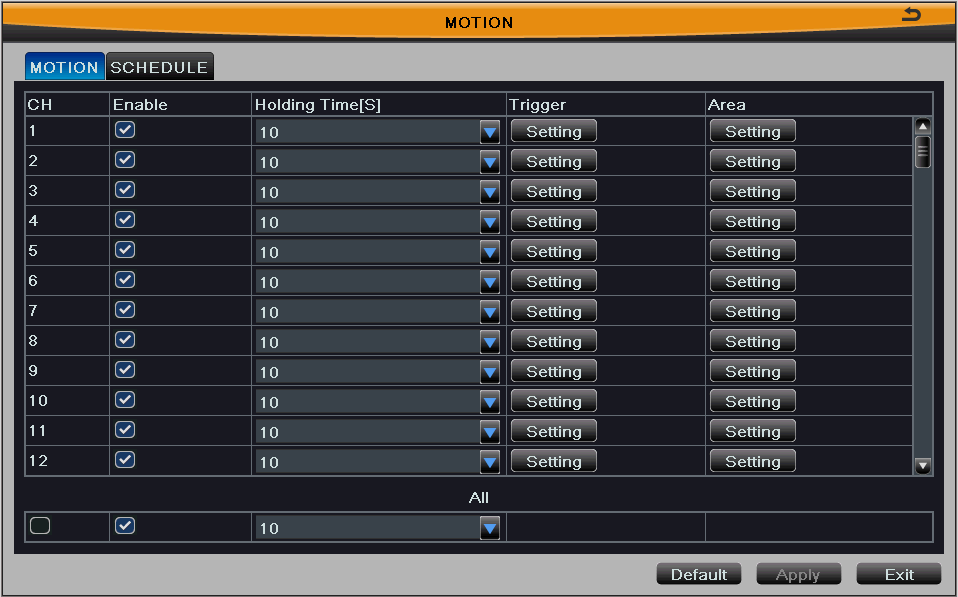 MOTION
MOTION SCHEDULE
CH Enable Holding Time[S] Trigger Area
1 10 Setting Setting
2 10 Setting Setting
3 10 Setting Setting
4 10 Setting Setting
5 10 Setting Setting
6 10 Setting Setting
7 10 Setting Setting
8 10 Setting Setting
9 10 Setting Setting
10 10 Setting Setting
11 10 Setting Setting
12 10 Setting Setting
All
10
Default Apply Exit